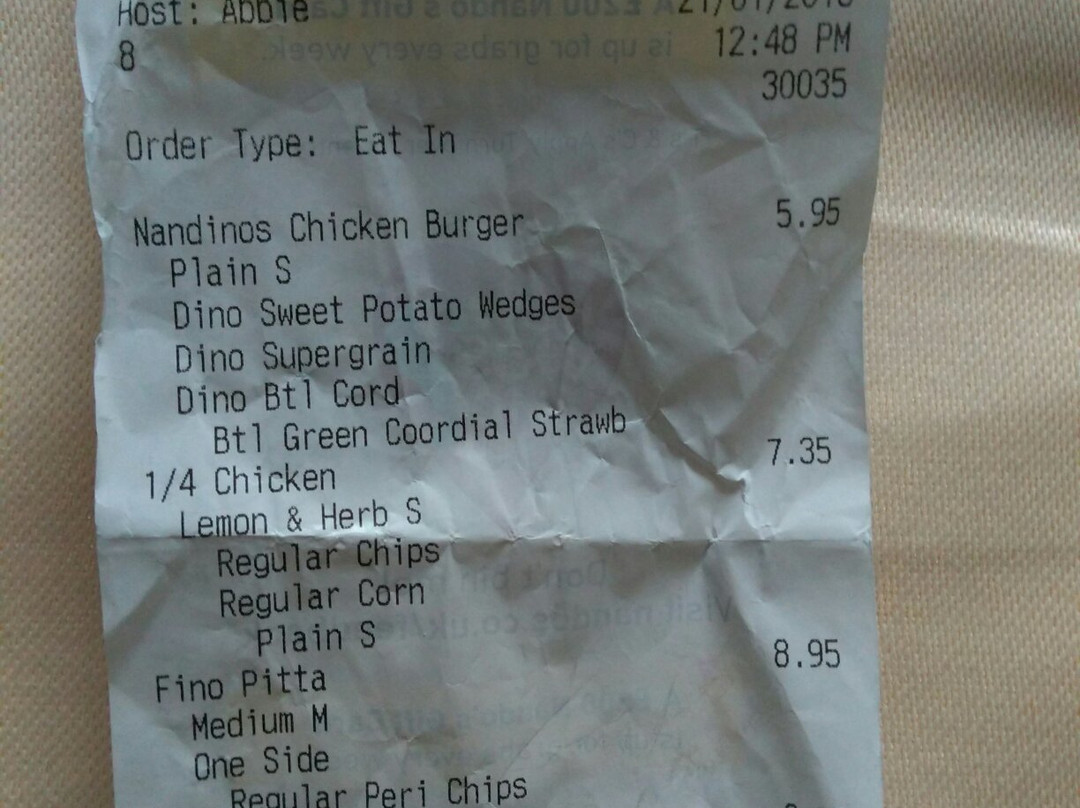 Host: Abbie
8 12:48 PM
30035
Order Type: Eat In
Nandinos Chicken Burger 5.95
Plain S
Dino Sweet Potato Wedges
Dino Supergrain
Dino Btl Cord
Btl Green Coordial Strawb
1/4 Chicken 7.35
Lemon & Herb S
Regular Chips
Regular Corn
Plain S
Fino Pitta 8.95
Medium M
One Side
Regular Peri Chips